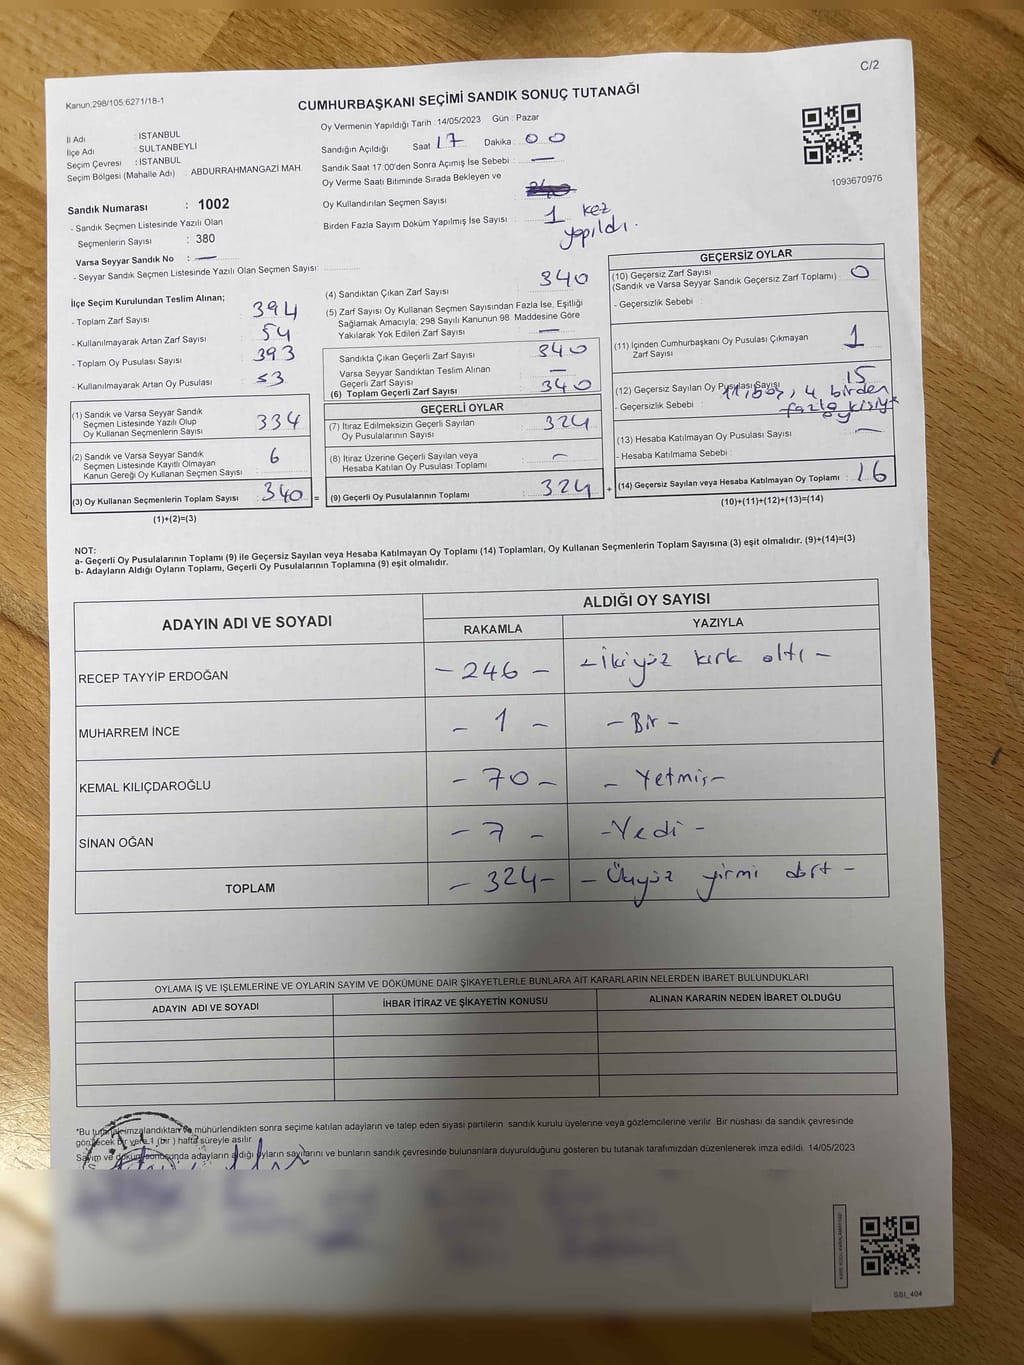 C/2
Kanun,298/105;6271/18-1
CUMHURBAŞKANI SEÇİMİ SANDIK SONUÇ TUTANAĞI
İl Adı : İSTANBUL
İlçe Adı : SULTANBEYLİ
Seçim Çevresi : İSTANBUL
Seçim Bölgesi (Mahalle Adı) : ABDURRAHMANGAZİ MAH
Oy Vermenin Yapıldığı Tarih : 14/05/2023 Gün : Pazar
Sandığın Açıldığı Saat 17 Dakika : 00
Sandık Saat 17:00'den Sonra Açımış İse Sebebi : —
Oy Verme Saati Bitiminde Sırada Bekleyen ve
Oy Kullandırılan Seçmen Sayısı
Birden Fazla Sayım Döküm Yapılmış İse Sayısı : 1 kez
yapıldı.
1093670976
Sandık Numarası : 1002
- Sandık Seçmen Listesinde Yazılı Olan
Seçmenlerin Sayısı : 380
Varsa Seyyar Sandık No : —
- Seyyar Sandık Seçmen Listesinde Yazılı Olan Seçmen Sayısı:
İlçe Seçim Kurulundan Teslim Alınan;
- Toplam Zarf Sayısı 394
- Kullanılmayarak Artan Zarf Sayısı 54
- Toplam Oy Pusulası Sayısı 393
- Kullanılmayarak Artan Oy Pusulası 53
(1) Sandık ve Varsa Seyyar Sandık
Seçmen Listesinde Yazılı Olup
Oy Kullanan Seçmenlerin Sayısı 334
(2) Sandık ve Varsa Seyyar Sandık
Seçmen Listesinde Kayıtlı Olmayan
Kanun Gereği Oy Kullanan Seçmen Sayısı 6
(3) Oy Kullanan Seçmenlerin Toplam Sayısı : 340 =
(1)+(2)=(3)
(4) Sandıktan Çıkan Zarf Sayısı 340
(5) Zarf Sayısı Oy Kullanan Seçmen Sayısından Fazla İse, Eşitliği
Sağlamak Amacıyla; 298 Sayılı Kanunun 98. Maddesine Göre
Yakılarak Yok Edilen Zarf Sayısı —
Sandıkta Çıkan Geçerli Zarf Sayısı 340
Varsa Seyyar Sandıktan Teslim Alınan
Geçerli Zarf Sayısı —
(6) Toplam Geçerli Zarf Sayısı 340
GEÇERLİ OYLAR
(7) İtiraz Edilmeksizin Geçerli Sayılan
Oy Pusulalarının Sayısı 324
(8) İtiraz Üzerine Geçerli Sayılan veya
Hesaba Katılan Oy Pusulası Toplamı —
(9) Geçerli Oy Pusulalarının Toplamı : 324 +
GEÇERSİZ OYLAR
(10) Geçersiz Zarf Sayısı 0
(Sandık ve Varsa Seyyar Sandık Geçersiz Zarf Toplamı)
- Geçersizlik Sebebi :
(11) İçinden Cumhurbaşkanı Oy Pusulası Çıkmayan
Zarf Sayısı 1
(12) Geçersiz Sayılan Oy Pusulası Sayısı 15
- Geçersizlik Sebebi : 11, boş, 4 birden
fazla kişiye
(13) Hesaba Katılmayan Oy Pusulası Sayısı : —
- Hesaba Katılmama Sebebi :
(14) Geçersiz Sayılan veya Hesaba Katılmayan Oy Toplamı : 16
(10)+(11)+(12)+(13)=(14)
NOT:
a- Geçerli Oy Pusulalarının Toplamı (9) ile Geçersiz Sayılan veya Hesaba Katılmayan Oy Toplamı (14) Toplamları, Oy Kullanan Seçmenlerin Toplam Sayısına (3) eşit olmalıdır. (9)+(14)=(3)
b- Adayların Aldığı Oyların Toplamı, Geçerli Oy Pusulalarının Toplamına (9) eşit olmalıdır.
ADAYIN ADI VE SOYADI ALDIĞI OY SAYISI
RAKAMLA YAZIYLA
RECEP TAYYİP ERDOĞAN - 246 - - İkiyüz kırk altı -
MUHARREM İNCE - 1 - - Bir -
KEMAL KILIÇDAROĞLU - 70 - - Yetmiş -
SİNAN OĞAN - 7 - - Yedi -
TOPLAM - 324 - - Üçyüz yirmi dört -
OYLAMA İŞ VE İŞLEMLERİNE VE OYLARIN SAYIM VE DÖKÜMÜNE DAİR ŞİKAYETLERLE BUNLARA AİT KARARLARIN NELERDEN İBARET BULUNDUKLARI
ADAYIN ADI VE SOYADI İHBAR İTİRAZ VE ŞİKAYETİN KONUSU ALINAN KARARIN NEDEN İBARET OLDUĞU
*Bu tutanak imzalandıktan ve mühürlendikten sonra seçime katılan adayların ve talep eden siyasi partilerin sandık kurulu üyelerine veya gözlemcilerine verilir. Bir nüshası da sandık çevresinde
görülecek bir yere 1 (bir ) hafta süreyle asılır.
Sayım ve döküm sonucunda adayların aldığı oyların sayılarını ve bunların sandık çevresinde bulunanlara duyurulduğunu gösteren bu tutanak tarafımızdan düzenlenerek imza edildi. 14/05/2023
SSI_404